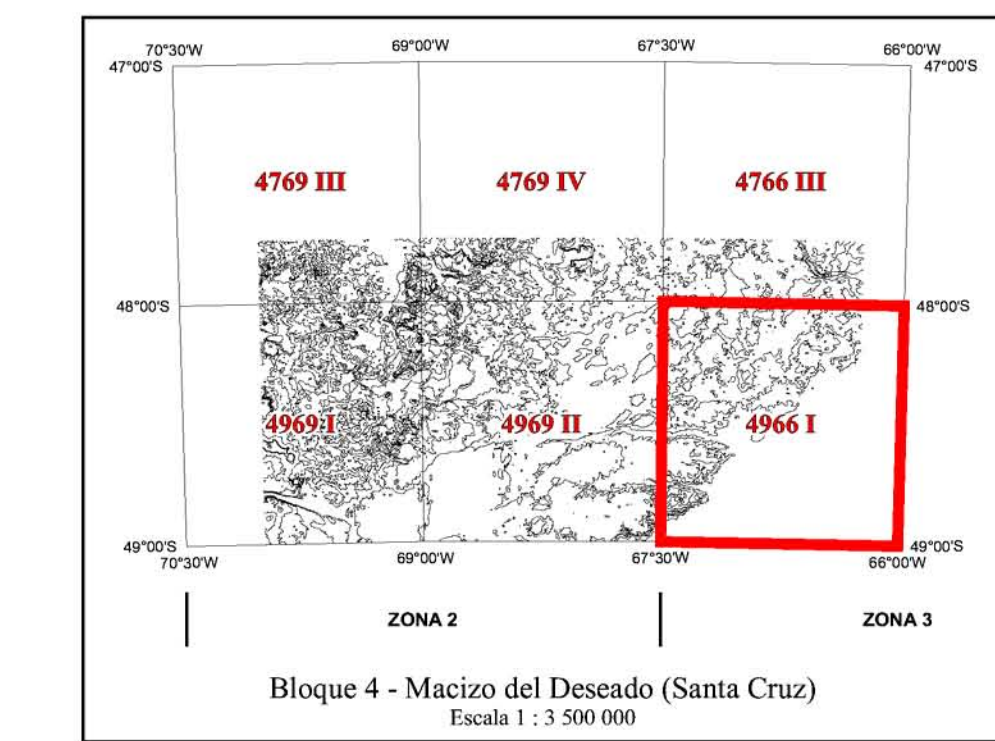 70°30'W 69°00'W 67°30'W 66°00'W
47°00'S 47°00'S
4769 III 4769 IV 4766 III
48°00'S 48°00'S
4969 I 4969 II 4966 I
49°00'S 49°00'S
70°30'W 69°00'W 67°30'W 66°00'W
ZONA 2 ZONA 3
Bloque 4 - Macizo del Deseado (Santa Cruz)
Escala 1 : 3 500 000